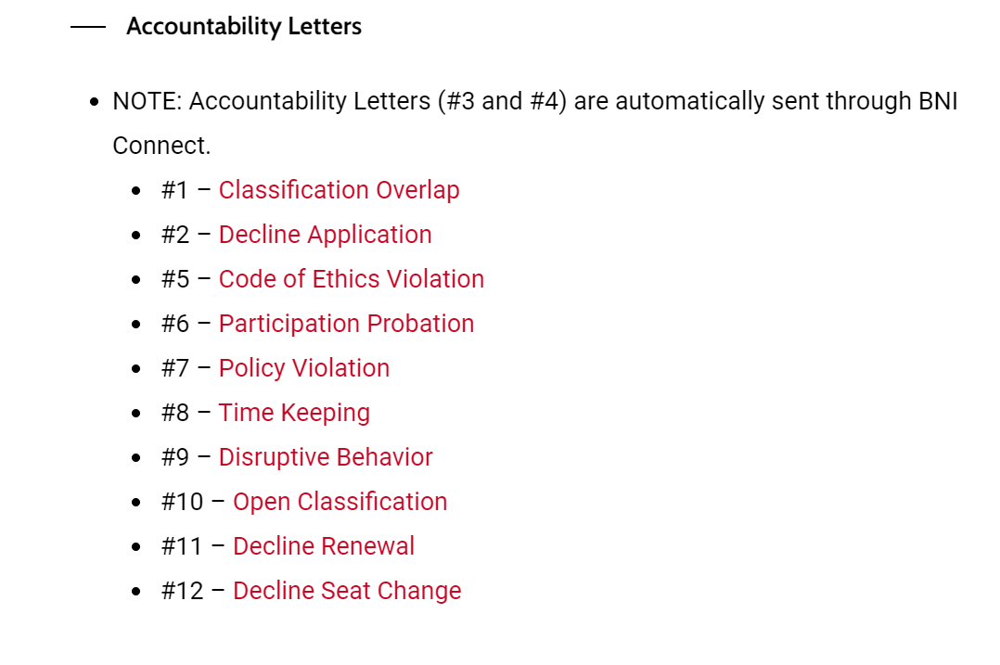 Accountability Letters
NOTE: Accountability Letters (#3 and #4) are automatically sent through BNI
Connect.
#1 – Classification Overlap
#2 – Decline Application
#5 – Code of Ethics Violation
#6 – Participation Probation
#7 – Policy Violation
#8 – Time Keeping
#9 – Disruptive Behavior
#10 – Open Classification
#11 – Decline Renewal
#12 – Decline Seat Change